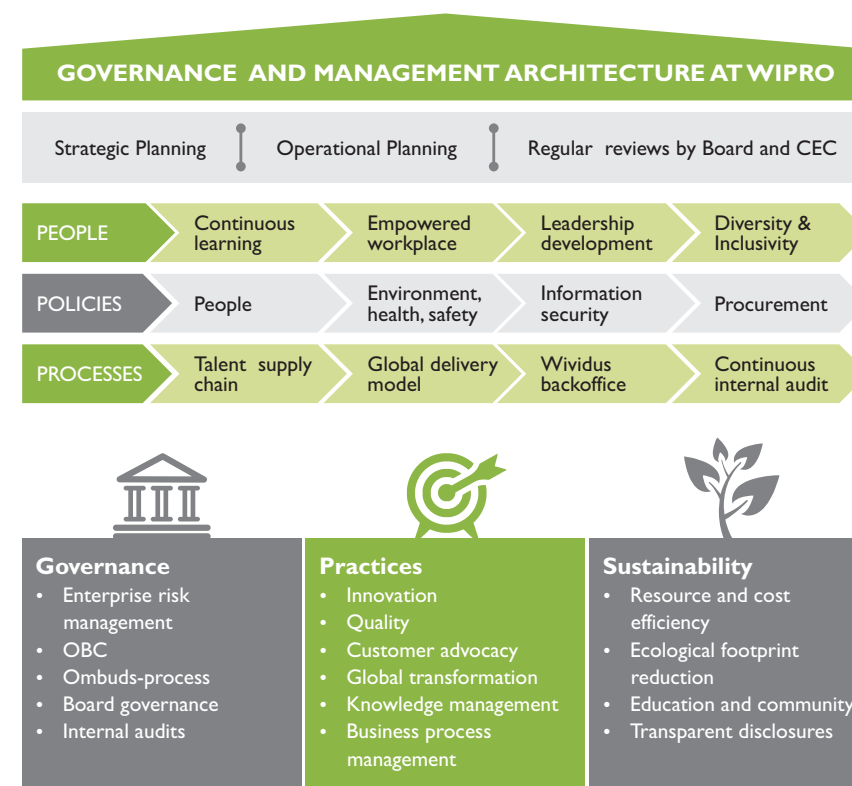 GOVERNANCE AND MANAGEMENT ARCHITECTURE AT WIPRO
Strategic Planning
Operational Planning
Regular reviews by Board and CEC
PEOPLE
Continuous
learning
Empowered
workplace
Leadership
development
Diversity &
Inclusivity
POLICIES
People
Environment,
health, safety
Information
security
Procurement
PROCESSES
Talent supply
chain
Global delivery
model
Wividus
backoffice
Continuous
internal audit
Governance
• Enterprise risk
management
• OBC
• Ombuds-process
• Board governance
• Internal audits
Practices
• Innovation
• Quality
• Customer advocacy
• Global transformation
• Knowledge management
• Business process
management
Sustainability
• Resource and cost
efficiency
• Ecological footprint
reduction
• Education and community
• Transparent disclosures